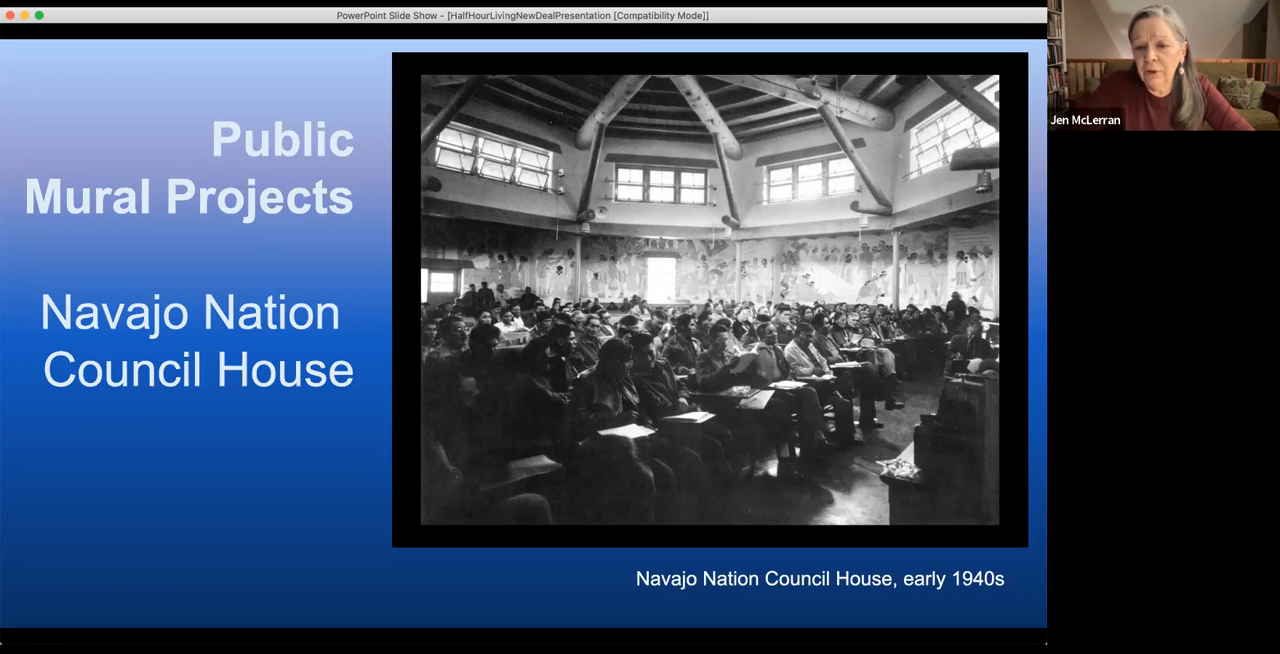 PowerPoint Slide Show - [HalfHourLivingNewDealPresentation [Compatibility Mode]]
Public
Mural Projects
Navajo Nation
Council House
Navajo Nation Council House, early 1940s
Jen McLerran